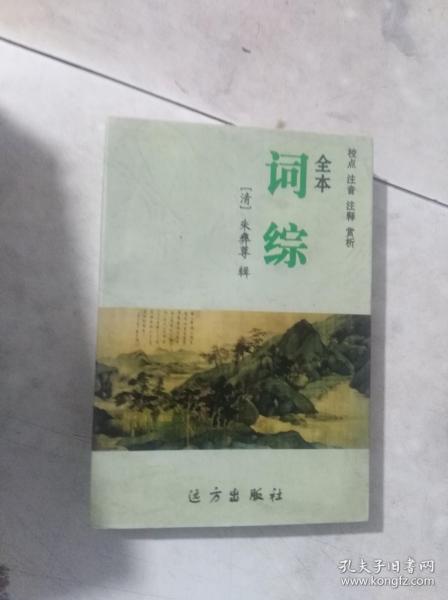 校点 注音 注释 赏析
全本
词综
［清］朱彝尊 辑
远方出版社
孔夫子旧书网
www.kongfz.com